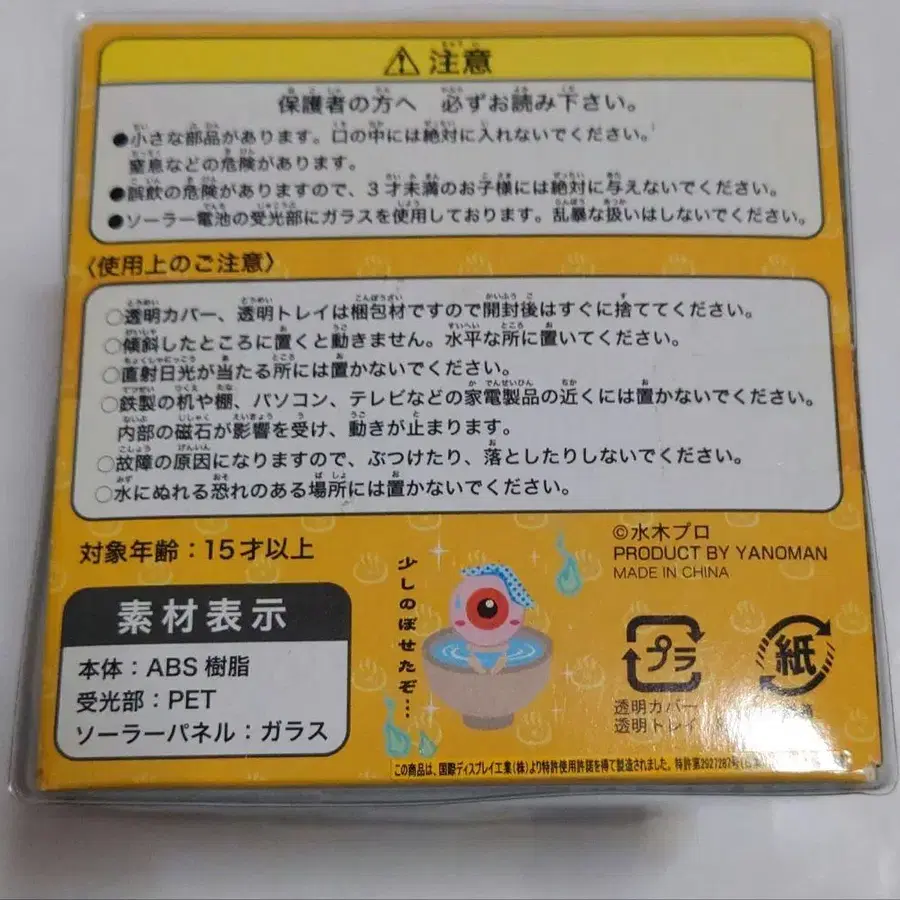 ⚠注意
保護者の方へ 必ずお読み下さい。
●小さな部品があります。口の中には絶対に入れないでください。
窒息などの危険があります。
●誤飲の危険がありますので、3才未満のお子様には絶対に与えないでください。
●ソーラー電池の受光部にガラスを使用しております。乱暴な扱いはしないでください。
〈使用上のご注意〉
○透明カバー、透明トレイは梱包材ですので開封後はすぐに捨ててください。
○傾斜したところに置くと動きません。水平な所に置いてください。
○直射日光が当たる所には置かないでください。
○鉄製の机や棚、パソコン、テレビなどの家電製品の近くには置かないでください。
内部の磁石が影響を受け、動きが止まります。
○故障の原因になりますので、ぶつけたり、落としたりしないでください。
○水にぬれる恐れのある場所には置かないでください。
対象年齢：15才以上
©水木プロ
PRODUCT BY YANOMAN
MADE IN CHINA
素材表示
本体：ABS 樹脂
受光部：PET
ソーラーパネル：ガラス
少しのぼせたぞ…
プラ
透明カバー
透明トレイ
紙
この商品は、国際ディスプレイ工業(株)より特許使用許諾を得て製造されました。特許第2927287号